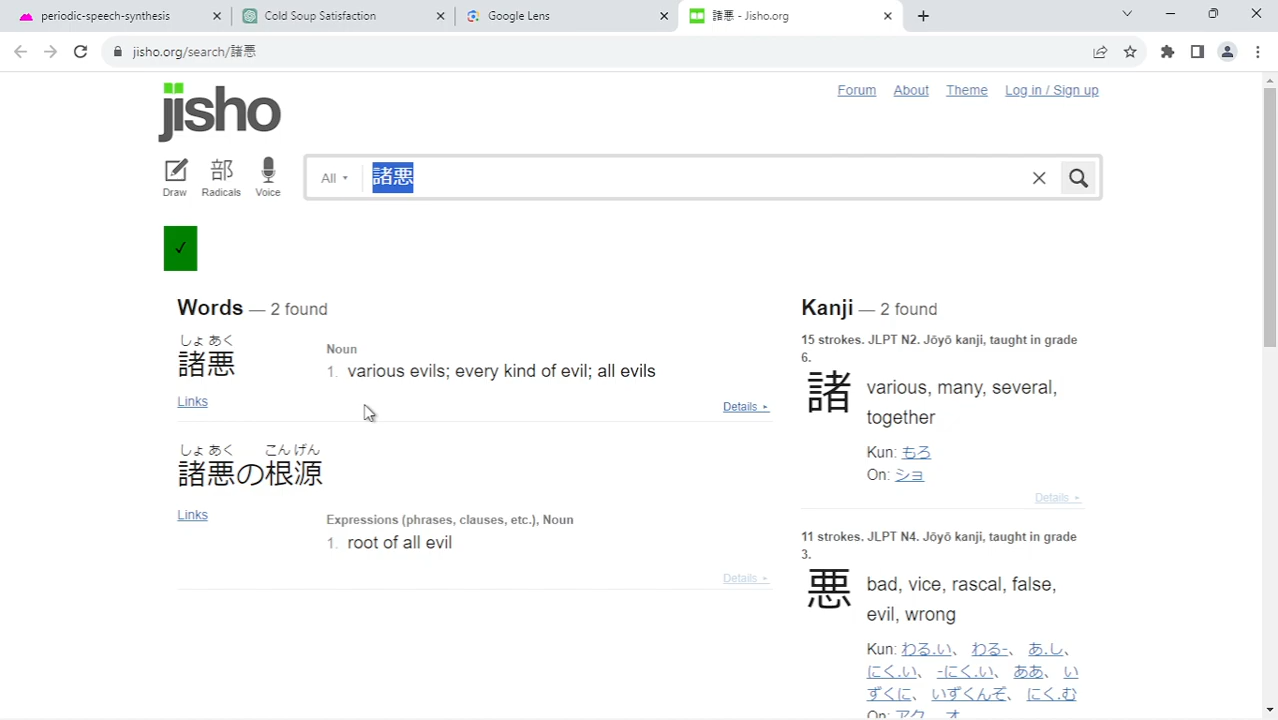 periodic-speech-synthesis
Cold Soup Satisfaction
Google Lens
諸悪 - Jisho.org
jisho.org/search/諸悪
jisho
Forum About Theme Log in / Sign up
Draw
部
Radicals
Voice
All
諸悪
✓
Words — 2 found
しょ あく
諸悪
Noun
1. various evils; every kind of evil; all evils
Links
Details ▸
しょ あく こん げん
諸悪の根源
Links
Expressions (phrases, clauses, etc.), Noun
1. root of all evil
Details ▸
Kanji — 2 found
15 strokes. JLPT N2. Jōyō kanji, taught in grade
6.
諸
various, many, several,
together
Kun: もろ
On: ショ
Details ▸
11 strokes. JLPT N4. Jōyō kanji, taught in grade
3.
悪
bad, vice, rascal, false,
evil, wrong
Kun: わる.い、 わる-、 あ.し、
にく.い、 -にく.い、 ああ、 い
ずくに、 いずくんぞ、 にく.む
On: アク、 オ